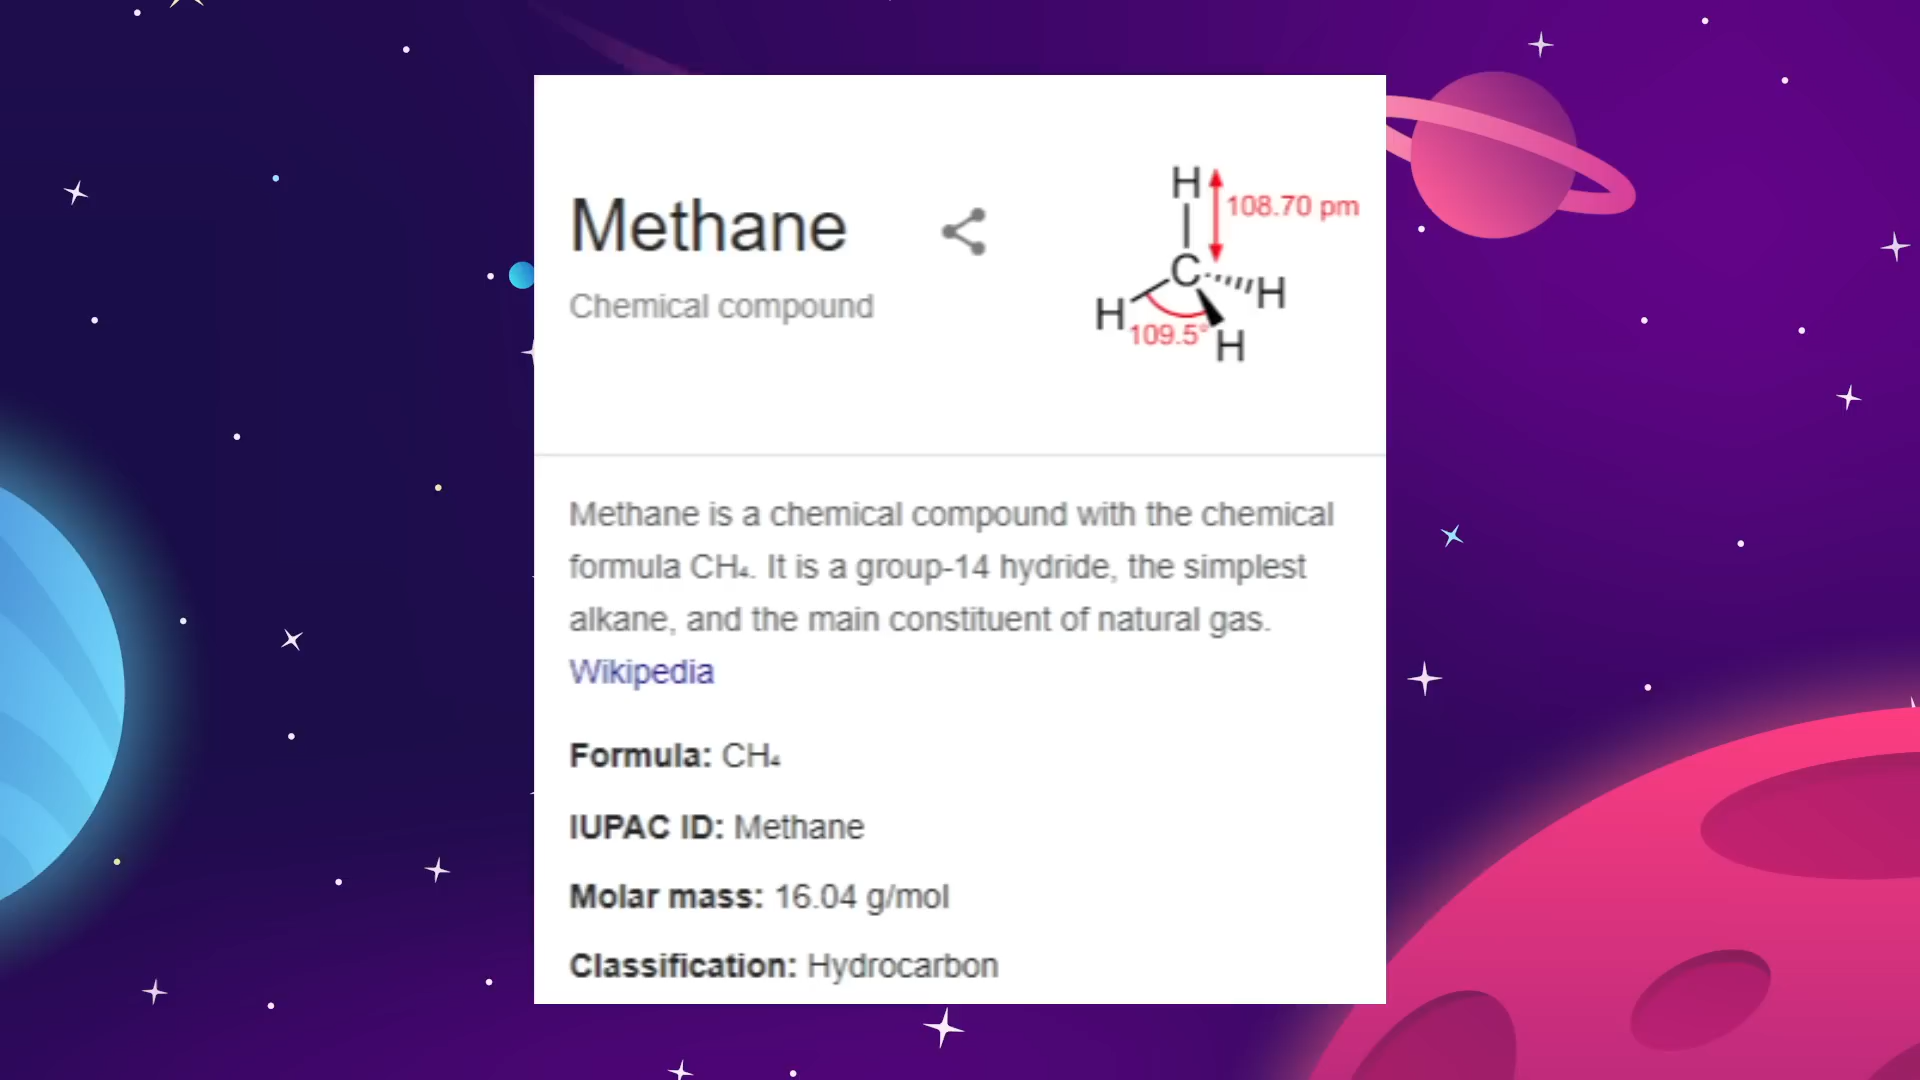 Methane
Chemical compound
H
108.70 pm
C
H
H
109.5°
H
Methane is a chemical compound with the chemical
formula CH₄. It is a group-14 hydride, the simplest
alkane, and the main constituent of natural gas.
Wikipedia
Formula: CH₄
IUPAC ID: Methane
Molar mass: 16.04 g/mol
Classification: Hydrocarbon